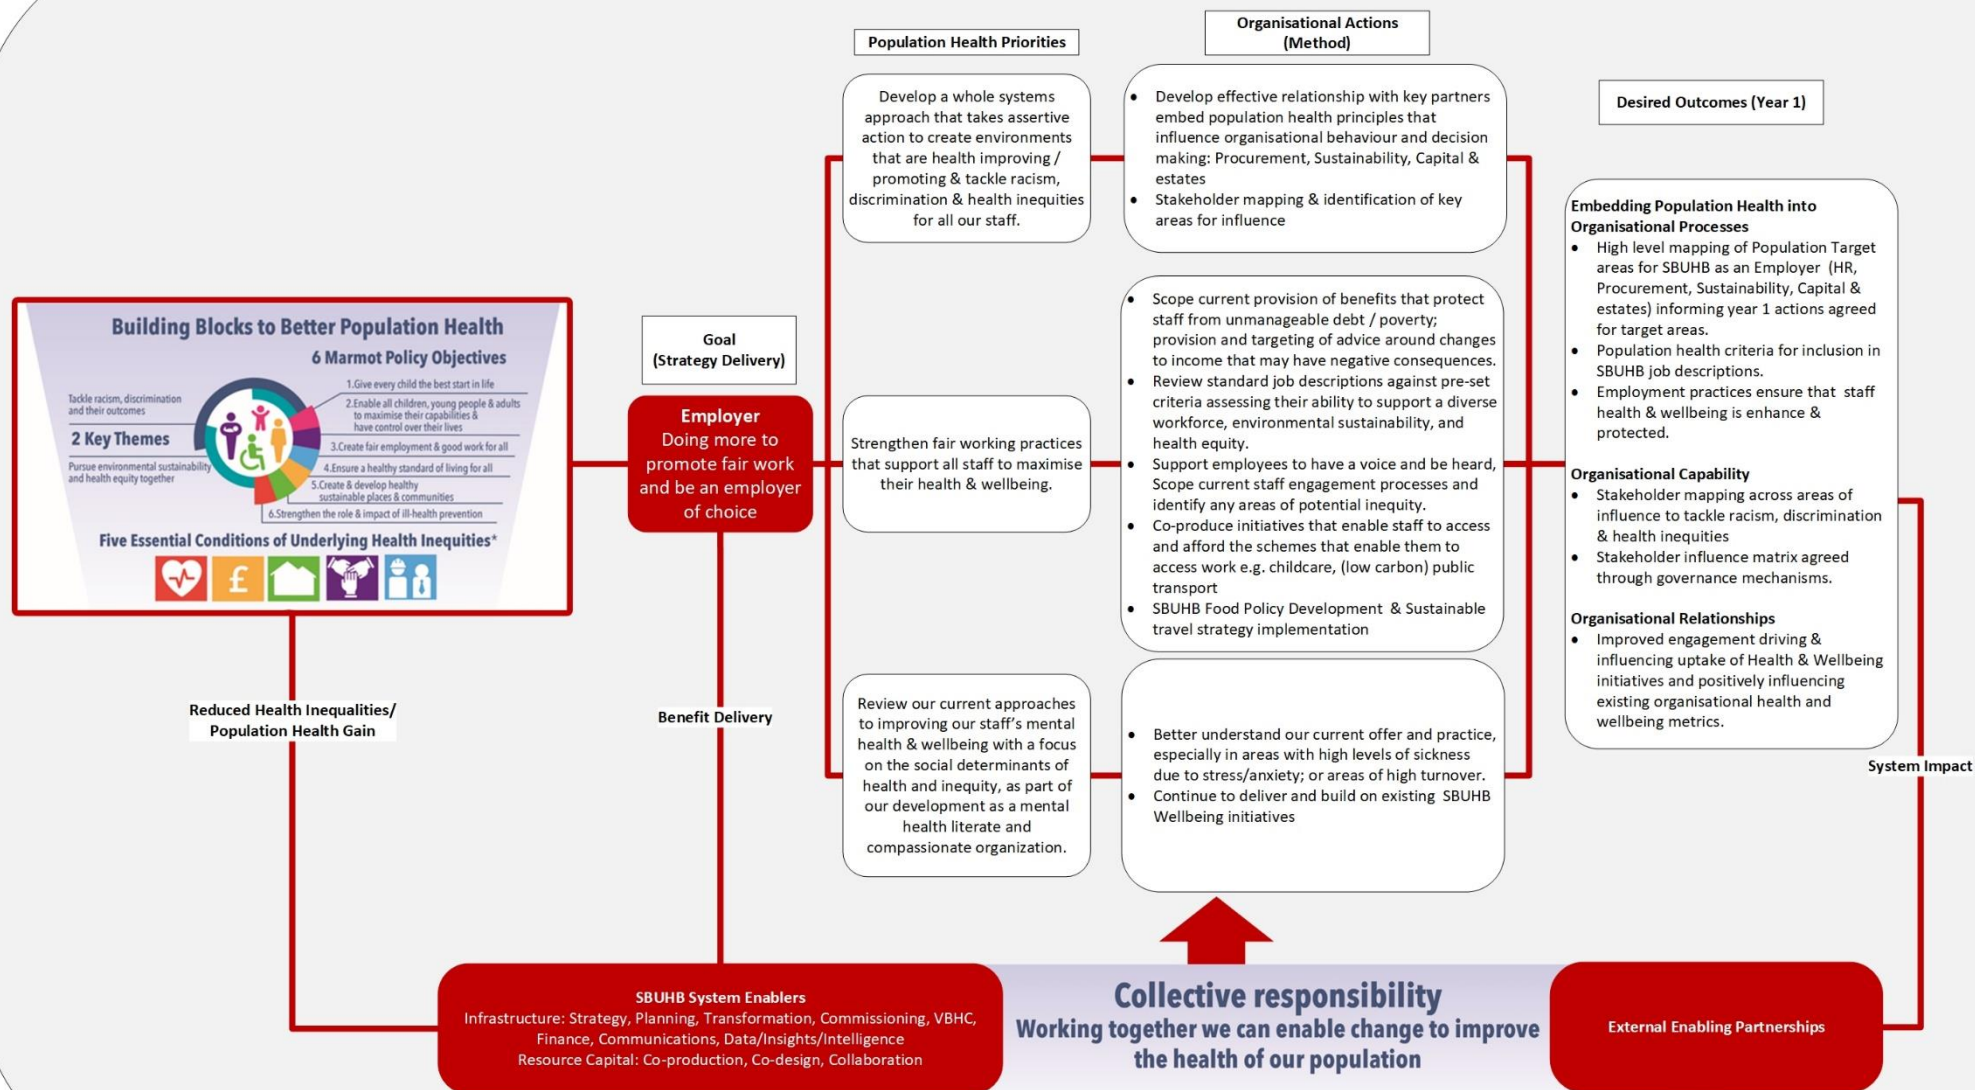 Building Blocks to Better Population Health
6 Marmot Policy Objectives
Tackle racism, discrimination
and their outcomes
2 Key Themes
Pursue environmental sustainability
and health equity together
1.Give every child the best start in life
2.Enable all children, young people & adults
to maximise their capabilities &
have control over their lives
3.Create fair employment & good work for all
4.Ensure a healthy standard of living for all
5.Create & develop healthy
sustainable places & communities
6.Strengthen the role & impact of ill-health prevention
Five Essential Conditions of Underlying Health Inequities*
£
Reduced Health Inequalities/
Population Health Gain
Goal
(Strategy Delivery)
Employer
Doing more to
promote fair work
and be an employer
of choice
Benefit Delivery
Population Health Priorities
Develop a whole systems
approach that takes assertive
action to create environments
that are health improving /
promoting & tackle racism,
discrimination & health inequities
for all our staff.
Strengthen fair working practices
that support all staff to maximise
their health & wellbeing.
Review our current approaches
to improving our staff's mental
health & wellbeing with a focus
on the social determinants of
health and inequity, as part of
our development as a mental
health literate and
compassionate organization.
Organisational Actions
(Method)
• Develop effective relationship with key partners
embed population health principles that
influence organisational behaviour and decision
making: Procurement, Sustainability, Capital &
estates
• Stakeholder mapping & identification of key
areas for influence
• Scope current provision of benefits that protect
staff from unmanageable debt / poverty;
provision and targeting of advice around changes
to income that may have negative consequences.
• Review standard job descriptions against pre-set
criteria assessing their ability to support a diverse
workforce, environmental sustainability, and
health equity.
• Support employees to have a voice and be heard,
Scope current staff engagement processes and
identify any areas of potential inequity.
• Co-produce initiatives that enable staff to access
and afford the schemes that enable them to
access work e.g. childcare, (low carbon) public
transport
• SBUHB Food Policy Development & Sustainable
travel strategy implementation
• Better understand our current offer and practice,
especially in areas with high levels of sickness
due to stress/anxiety; or areas of high turnover.
• Continue to deliver and build on existing SBUHB
Wellbeing initiatives
Desired Outcomes (Year 1)
Embedding Population Health into
Organisational Processes
• High level mapping of Population Target
areas for SBUHB as an Employer (HR,
Procurement, Sustainability, Capital &
estates) informing year 1 actions agreed
for target areas.
• Population health criteria for inclusion in
SBUHB job descriptions.
• Employment practices ensure that staff
health & wellbeing is enhance &
protected.
Organisational Capability
• Stakeholder mapping across areas of
influence to tackle racism, discrimination
& health inequities
• Stakeholder influence matrix agreed
through governance mechanisms.
Organisational Relationships
• Improved engagement driving &
influencing uptake of Health & Wellbeing
initiatives and positively influencing
existing organisational health and
wellbeing metrics.
System Impact
SBUHB System Enablers
Infrastructure: Strategy, Planning, Transformation, Commissioning, VBHC,
Finance, Communications, Data/Insights/Intelligence
Resource Capital: Co-production, Co-design, Collaboration
Collective responsibility
Working together we can enable change to improve
the health of our population
External Enabling Partnerships